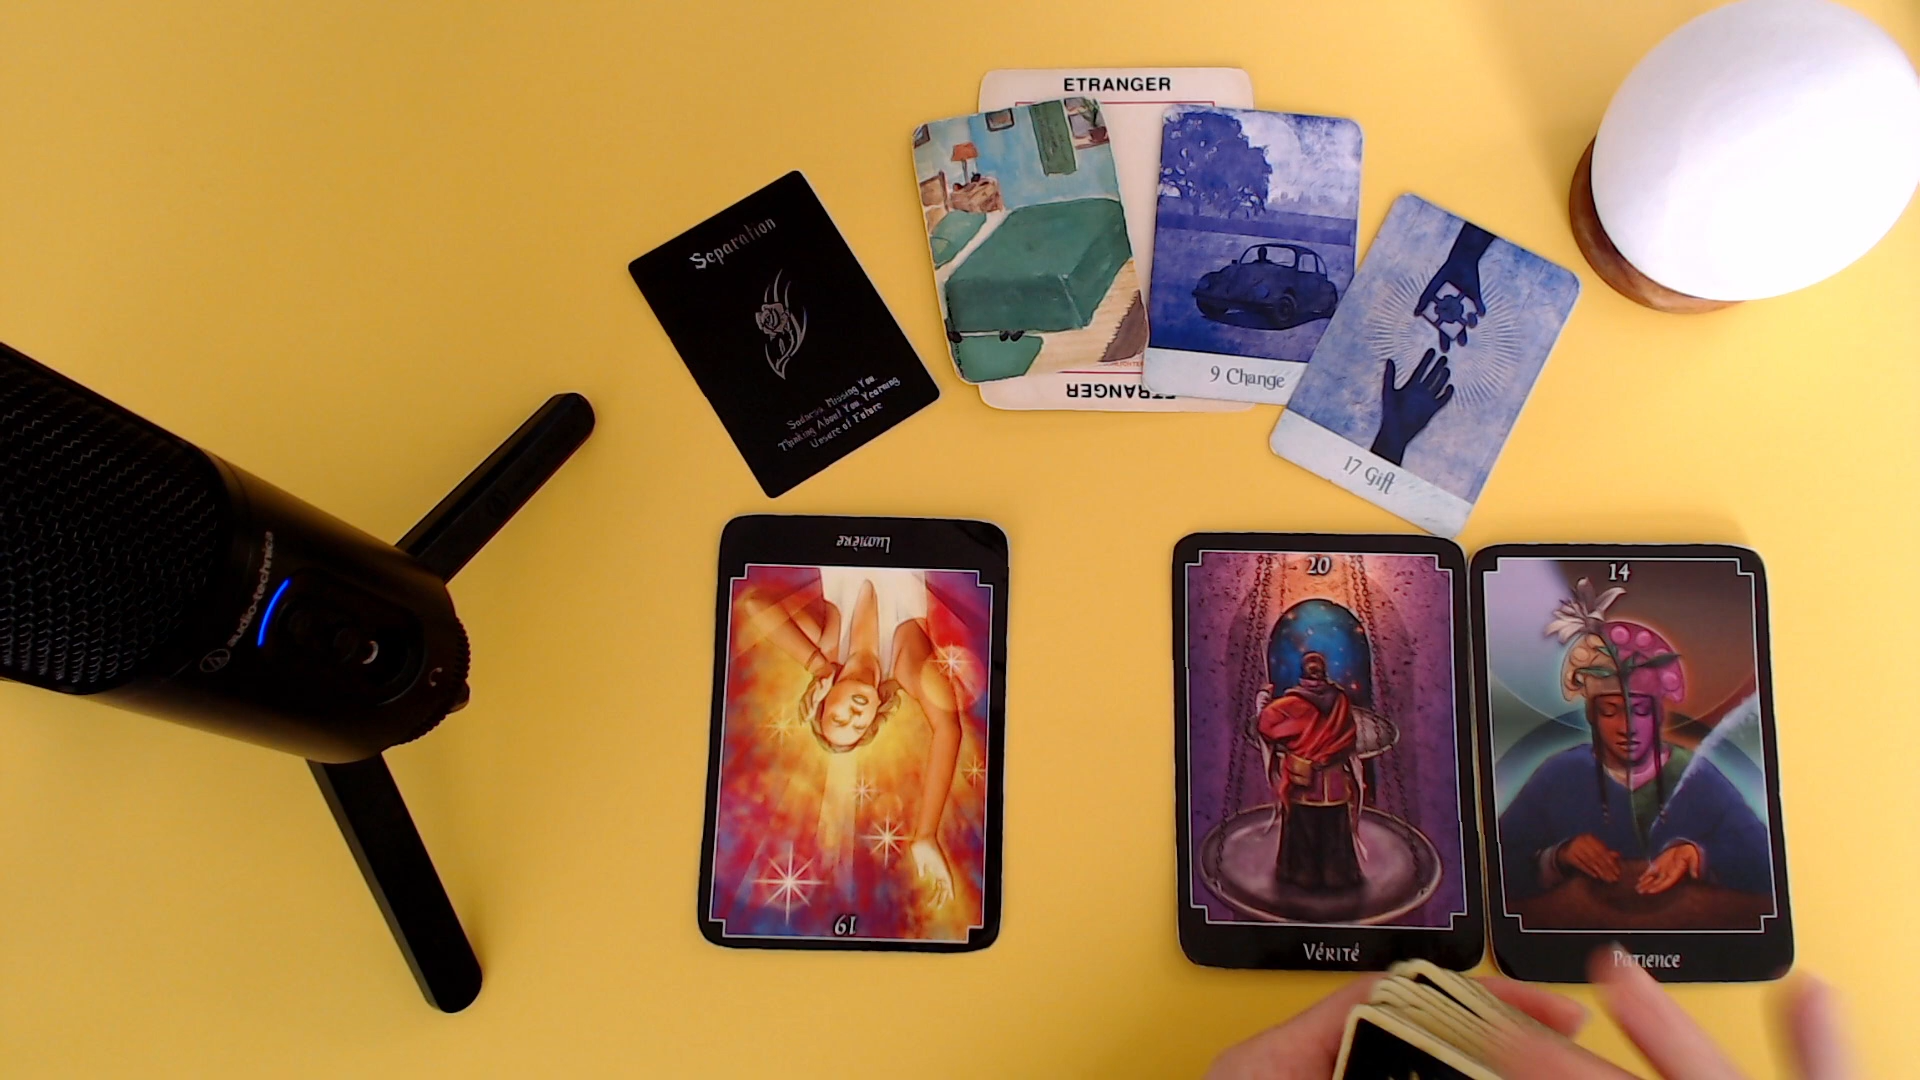 ETRANGER
Separation
Sadness Missing You
Thinking About You Yearning
Unsure of Future
9 Change
ETRANGER
17 Gift
audio-technica
Lumière
19
20
Vérité
14
Patience